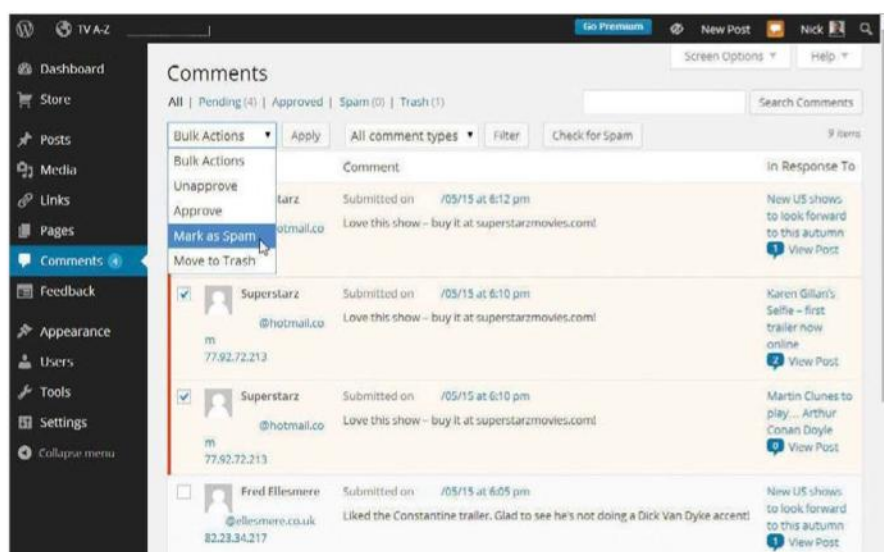 TV A-Z
Go Premium
New Post
Nick
Dashboard
Store
Posts
Media
Links
Pages
Comments 4
Feedback
Appearance
Users
Tools
Settings
Collapse menu
Screen Options
Help
Comments
All | Pending (4) | Approved | Spam (0) | Trash (1)
Search Comments
Bulk Actions
Apply
All comment types
Filter
Check for Spam
9 items
Bulk Actions
Unapprove
Approve
Mark as Spam
Move to Trash
Comment
In Response To
tarz
otmail.co
Submitted on /05/15 at 6:12 pm
Love this show – buy it at superstarzmovies.com!
New US shows
to look forward
to this autumn
1 View Post
Superstarz
@hotmail.co
m
77.92.72.213
Submitted on /05/15 at 6:10 pm
Love this show – buy it at superstarzmovies.com!
Karen Gillan's
Selfie – first
trailer now
online
2 View Post
Superstarz
@hotmail.co
m
77.92.72.213
Submitted on /05/15 at 6:10 pm
Love this show – buy it at superstarzmovies.com!
Martin Clunes to
play... Arthur
Conan Doyle
0 View Post
Fred Ellesmere
@ellesmere.co.uk
82.23.34.217
Submitted on /05/15 at 6:05 pm
Liked the Constantine trailer. Glad to see he's not doing a Dick Van Dyke accent!
New US shows
to look forward
to this autumn
1 View Post